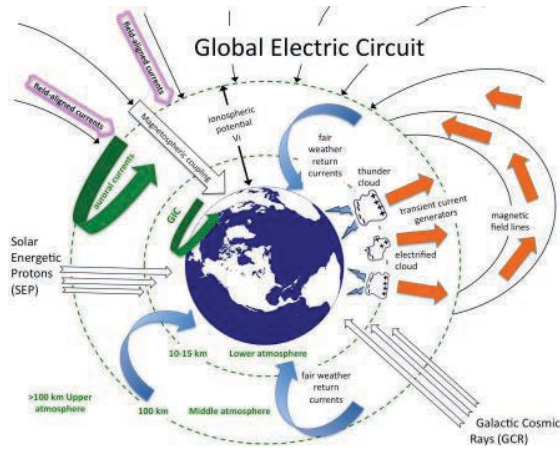 Global Electric Circuit
field-aligned currents
field-aligned currents
Magnetospheric coupling
ionospheric
potential
Vi
fair
weather
return
currents
thunder
cloud
auroral currents
GIC
transient current
generators
magnetic
field lines
electrified
cloud
Solar
Energetic
Protons
(SEP)
10-15 km
Lower atmosphere
fair weather
return
currents
>100 km Upper
atmosphere
100 km
Middle atmosphere
Galactic Cosmic
Rays (GCR)